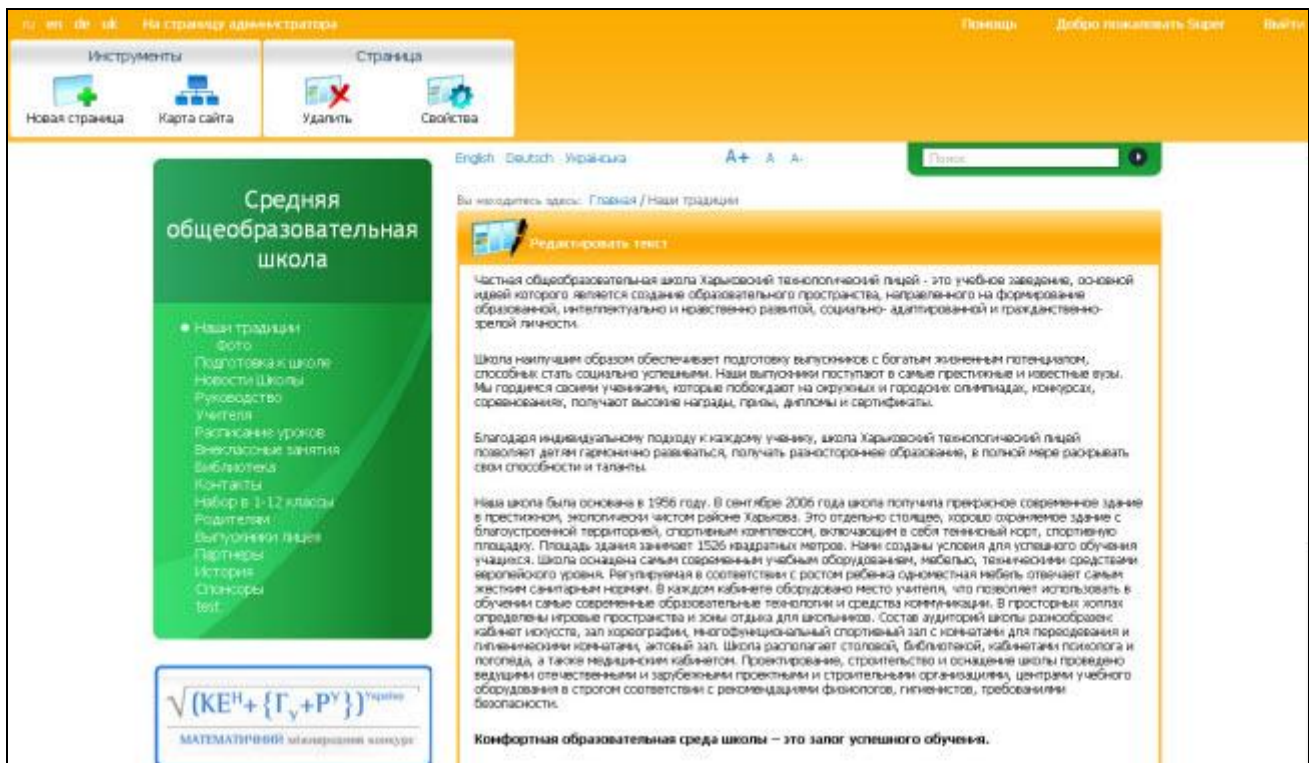 ru en de uk На страницу администратора Помощь Добро пожаловать Super Выйти
Инструменты Страница
Новая страница Карта сайта Удалить Свойства
English Deutsch Українська A+ A A-
Поиск
Средняя
общеобразовательная
школа
Вы находитесь здесь: Главная / Наши традиции
Редактировать текст
Наши традиции
Фото
Подготовка к школе
Новости Школы
Руководство
Учителя
Расписание уроков
Внеклассные занятия
Библиотека
Контакты
Набор в 1-12 классы
Родителям
Выпускники лицея
Партнеры
История
Спонсоры
test
Частная общеобразовательная школа Харьковский технологический лицей - это учебное заведение, основной
идеей которого является создание образовательного пространства, направленного на формирование
образованной, интеллектуально и нравственно развитой, социально- адаптированной и гражданственно-
зрелой личности.
Школа наилучшим образом обеспечивает подготовку выпускников с богатым жизненным потенциалом,
способных стать социально успешными. Наши выпускники поступают в самые престижные и известные вузы.
Мы гордимся своими учениками, которые побеждают на окружных и городских олимпиадах, конкурсах,
соревнованиях, получают высокие награды, призы, дипломы и сертификаты.
Благодаря индивидуальному подходу к каждому ученику, школа Харьковский технологический лицей
позволяет детям гармонично развиваться, получать разностороннее образование, в полной мере раскрывать
свои способности и таланты.
Наша школа была основана в 1956 году. В сентябре 2006 года школа получила прекрасное современное здание
в престижном, экологически чистом районе Харькова. Это отдельно стоящее, хорошо охраняемое здание с
благоустроенной территорией, спортивным комплексом, включающим в себя теннисный корт, спортивную
площадку. Площадь здания занимает 1526 квадратных метров. Нами созданы условия для успешного обучения
учащихся. Школа оснащена самым современным учебным оборудованием, мебелью, техническими средствами
европейского уровня. Регулируемая в соответствии с ростом ребенка одноместная мебель отвечает самым
жестким санитарным нормам. В каждом кабинете оборудовано место учителя, что позволяет использовать в
обучении самые современные образовательные технологии и средства коммуникации. В просторных холлах
определены игровые пространства и зоны отдыха для школьников. Состав аудиторий школы разнообразен:
кабинет искусств, зал хореографии, многофункциональный спортивный зал с комнатами для переодевания и
гигиеническими комнатами, актовый зал. Школа располагает столовой, библиотекой, кабинетами психолога и
логопеда, а также медицинским кабинетом. Проектирование, строительство и оснащение школы проведено
ведущими отечественными и зарубежными проектными и строительными организациями, центрами учебного
оборудования в строгом соответствии с рекомендациями физиологов, гигиенистов, требованиями
безопасности.
Комфортная образовательная среда школы – это залог успешного обучения.
√(КЕᴴ+{Гᵥ+Рʸ})ʸᵏᵖᵃïⁿᵃ
МАТЕМАТИЧНИЙ міжнародний конкурс